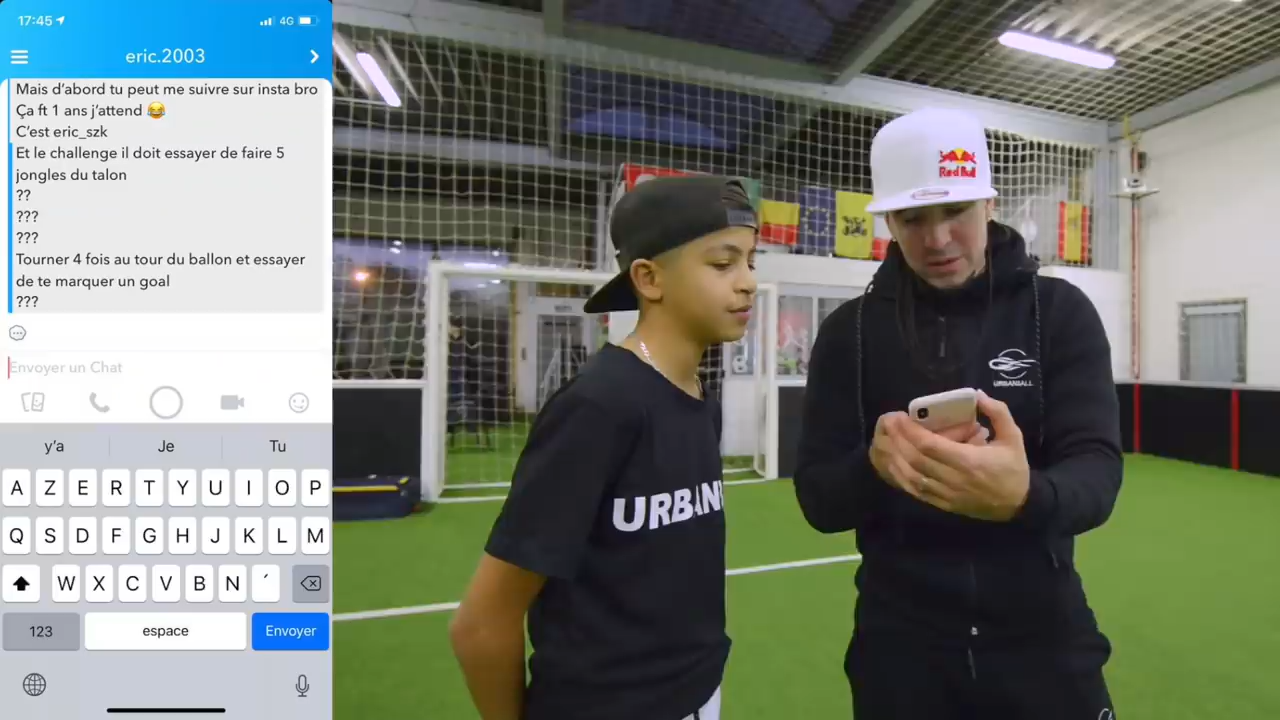 17:45
4G
eric.2003
Mais d'abord tu peut me suivre sur insta bro
Ça ft 1 ans j'attend 😂
C'est eric_szk
Et le challenge il doit essayer de faire 5
jongles du talon
??
???
???
Tourner 4 fois au tour du ballon et essayer
de te marquer un goal
???
Envoyer un Chat
y'a Je Tu
A Z E R T Y U I O P
Q S D F G H J K L M
W X C V B N ´
123 espace Envoyer
Red Bull
URBANBALL
URBAN